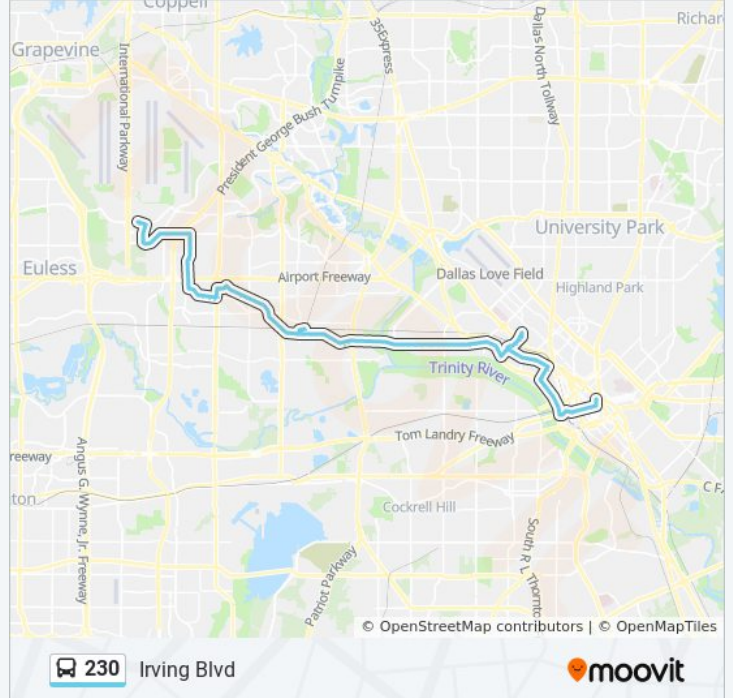 Coppell
Richar
Grapevine
35Express
Dallas North Tollway
International Parkway
President George Bush Turnpike
University Park
Euless
Airport Freeway
Dallas Love Field
Highland Park
Trinity River
Tom Landry Freeway
reeway
Angus G. Wynne, Jr. Freeway
ton
C F
Cockrell Hill
South R L Thornto
Patriot Parkway
© OpenStreetMap contributors | © OpenMapTiles
230 Irving Blvd
moovit